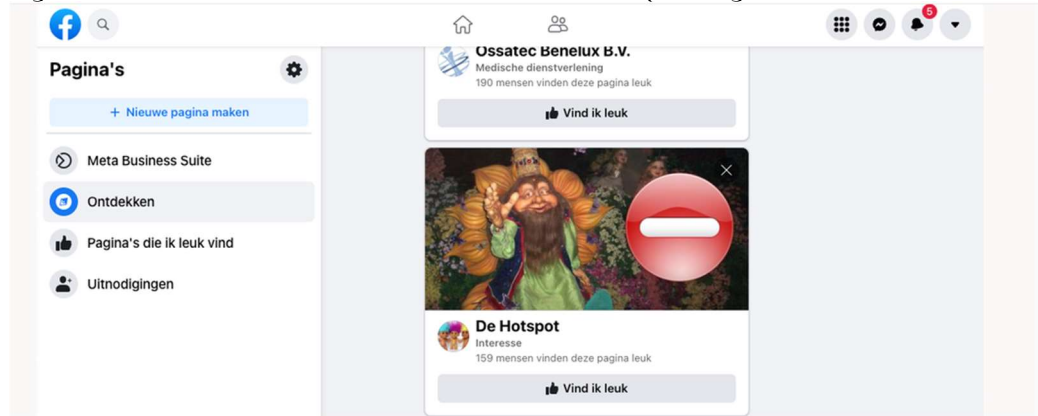 5
Pagina's
+ Nieuwe pagina maken
Meta Business Suite
Ontdekken
Pagina's die ik leuk vind
Uitnodigingen
Ossatec Benelux B.V.
Medische dienstverlening
190 mensen vinden deze pagina leuk
Vind ik leuk
De Hotspot
Interesse
159 mensen vinden deze pagina leuk
Vind ik leuk